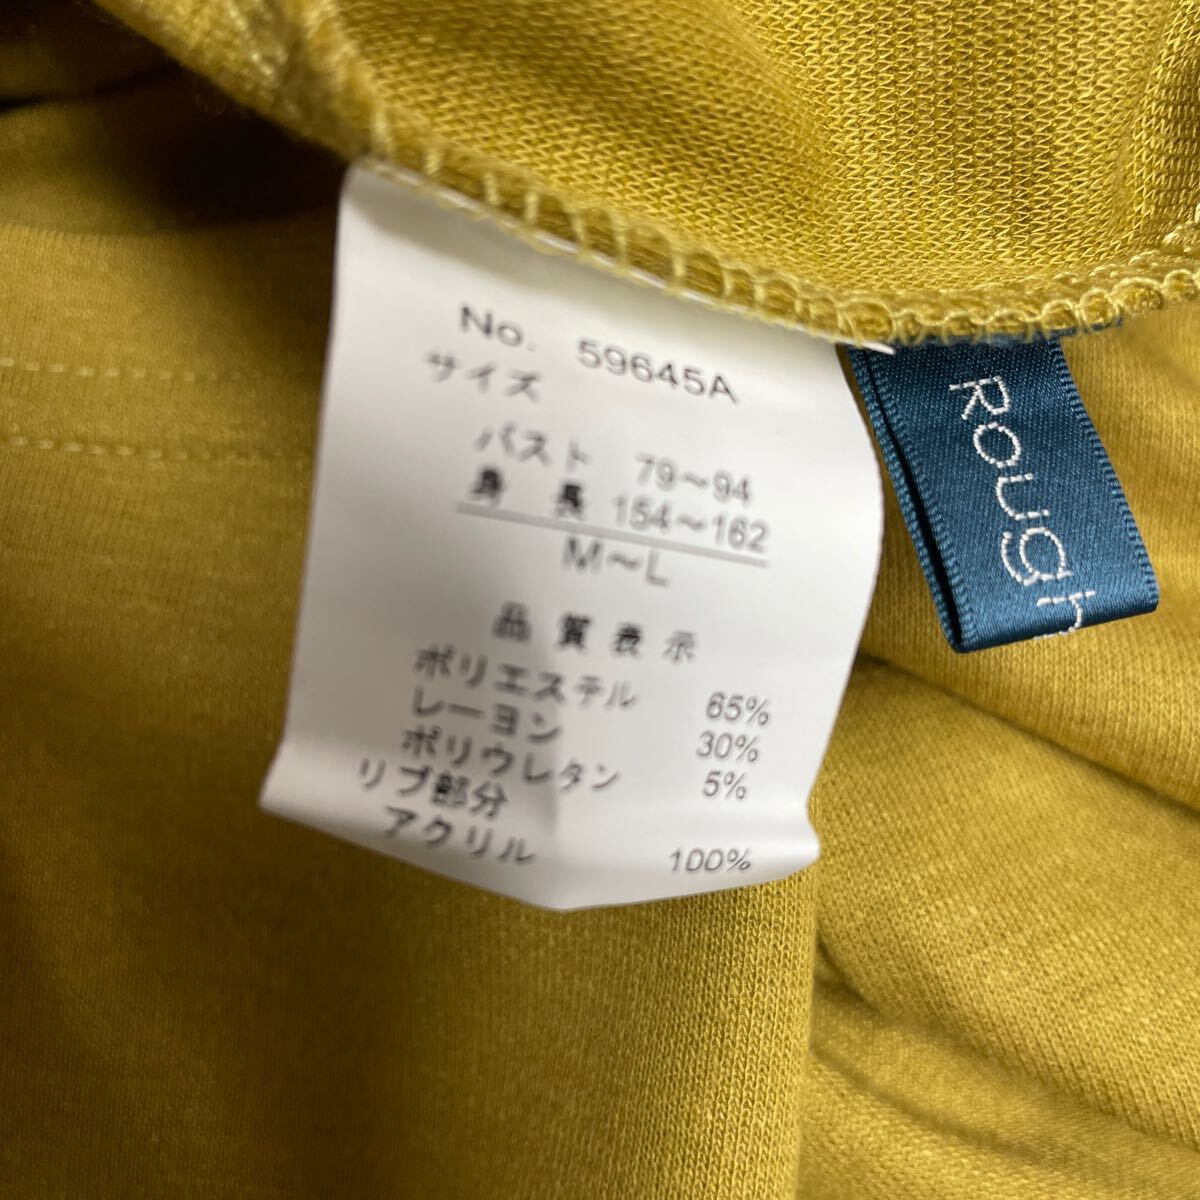 No. 59645A
サイズ
バスト 79～94
身長 154～162
M～L
品質表示
ポリエステル 65%
レーヨン 30%
ポリウレタン 5%
リブ部分
アクリル 100%
Rough